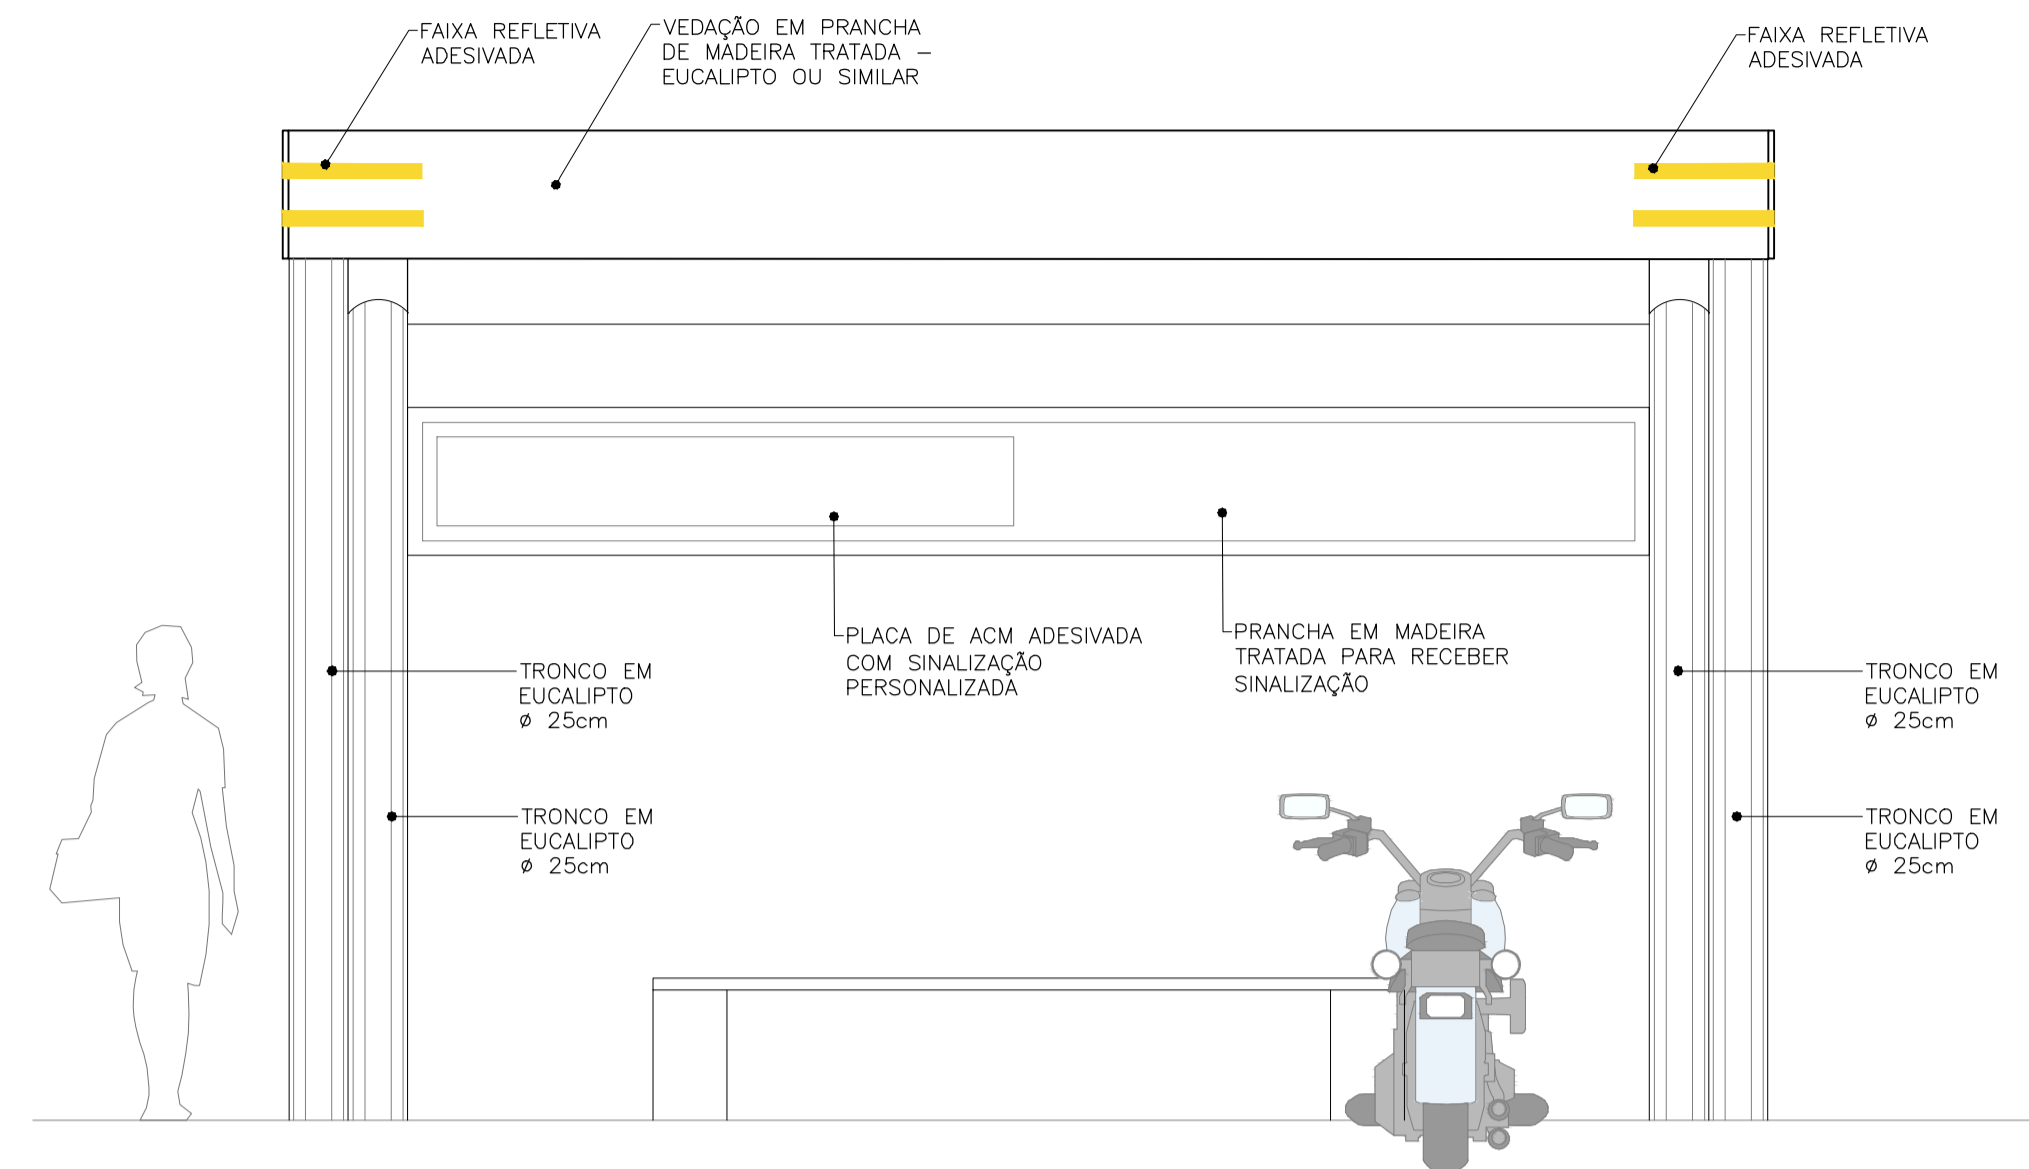 FAIXA REFLETIVA
ADESIVADA
VEDAÇÃO EM PRANCHA
DE MADEIRA TRATADA –
EUCALIPTO OU SIMILAR
FAIXA REFLETIVA
ADESIVADA
PLACA DE ACM ADESIVADA
COM SINALIZAÇÃO
PERSONALIZADA
PRANCHA EM MADEIRA
TRATADA PARA RECEBER
SINALIZAÇÃO
TRONCO EM
EUCALIPTO
ø 25cm
TRONCO EM
EUCALIPTO
ø 25cm
TRONCO EM
EUCALIPTO
ø 25cm
TRONCO EM
EUCALIPTO
ø 25cm